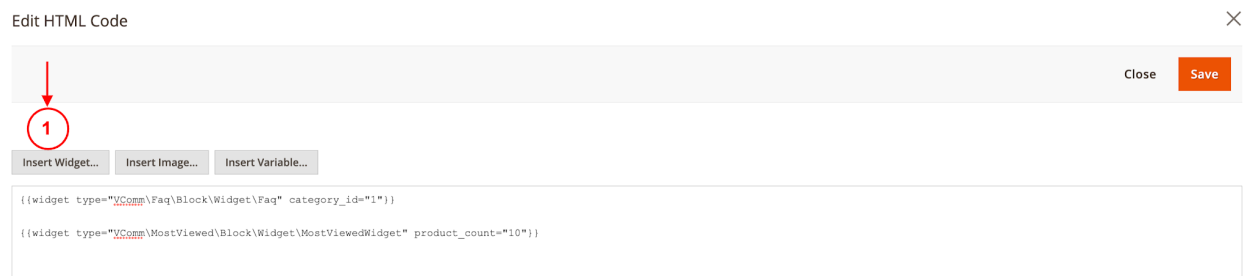 Edit HTML Code
Close Save
1
Insert Widget... Insert Image... Insert Variable...
{{widget type="VComm\Faq\Block\Widget\Faq" category_id="1"}}
{{widget type="VComm\MostViewed\Block\Widget\MostViewedWidget" product_count="10"}}